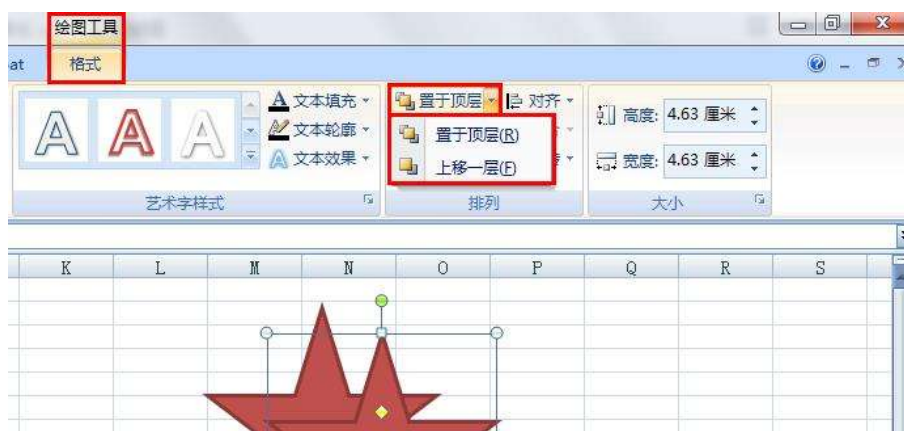 绘图工具
at 格式
A 文本填充 置于顶层 对齐
A A A 文本轮廓 置于顶层(R) 高度: 4.63 厘米
A 文本效果 上移一层(F) 宽度: 4.63 厘米
艺术字样式 排列 大小
K L M N O P Q R S